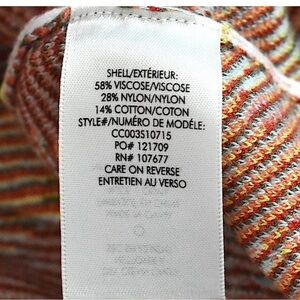 SHELL/EXTÉRIEUR:
58% VISCOSE/VISCOSE
28% NYLON/NYLON
14% COTTON/COTON
STYLE#/NUMÉRO DE MODÈLE:
CC003S10715
PO# 121709
RN# 107677
CARE ON REVERSE
ENTRETIEN AU VERSO